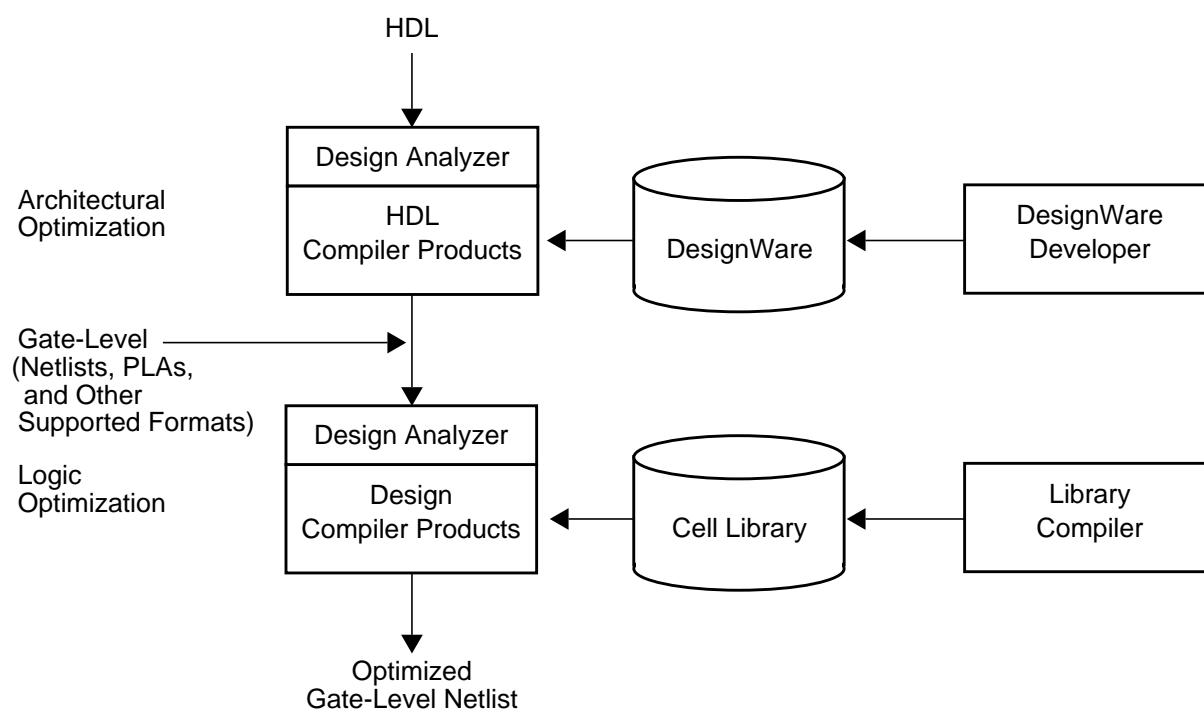 HDL
Design Analyzer
Architectural
Optimization
HDL
Compiler Products
DesignWare
DesignWare
Developer
Gate-Level
(Netlists, PLAs,
and Other
Supported Formats)
Design Analyzer
Logic
Optimization
Design
Compiler Products
Cell Library
Library
Compiler
Optimized
Gate-Level Netlist